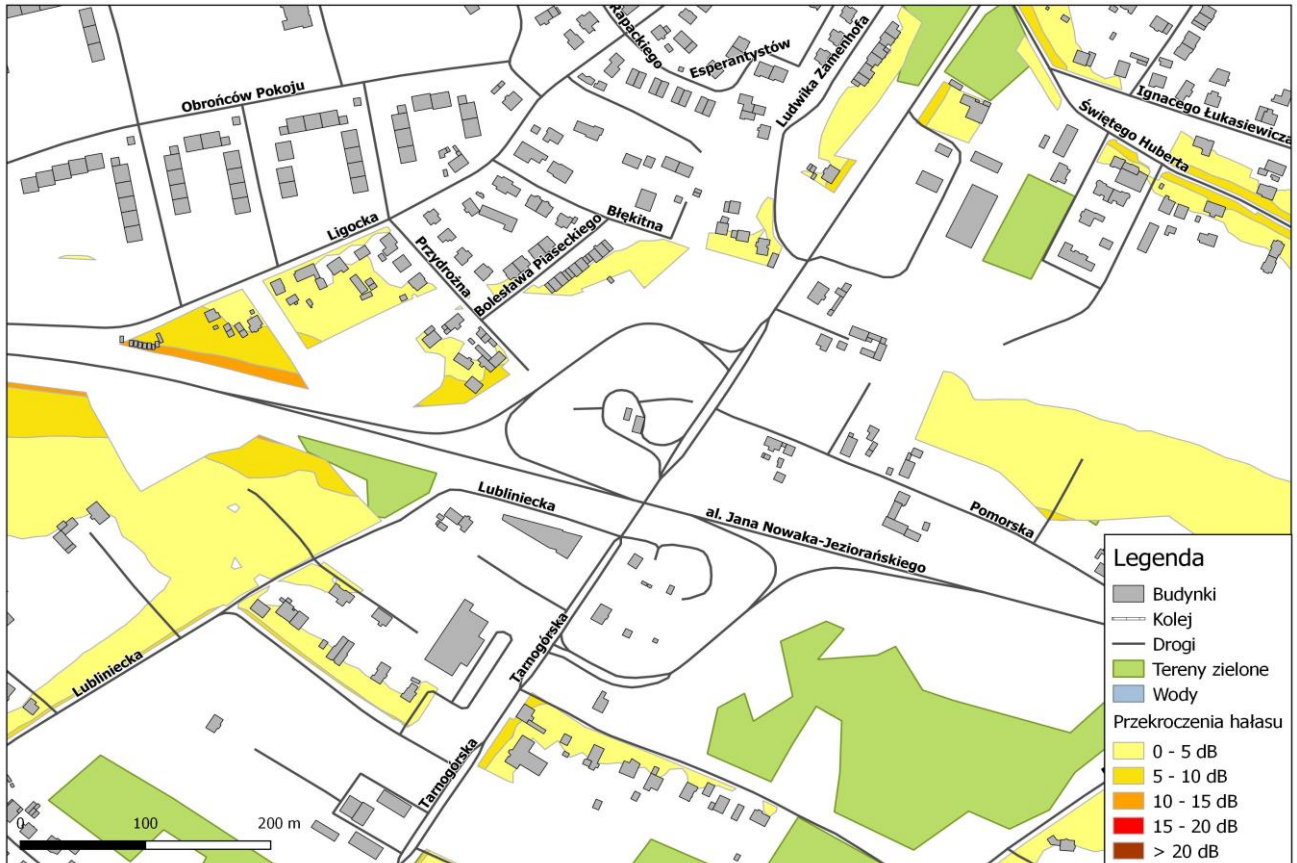 Rapackiego
Esperantystów
Ludwika Zamenhofa
Obrońców Pokoju
Ignacego Łukasiewicza
Świętego Huberta
Ligocka
Przydrożna
Błękitna
Bolesława Piaseckiego
Lubliniecka
al. Jana Nowaka-Jeziorańskiego
Pomorska
Tarnogórska
Lubliniecka
Tarnogórska
0 100 200 m
Legenda
Budynki
Kolej
Drogi
Tereny zielone
Wody
Przekroczenia hałasu
0 - 5 dB
5 - 10 dB
10 - 15 dB
15 - 20 dB
> 20 dB